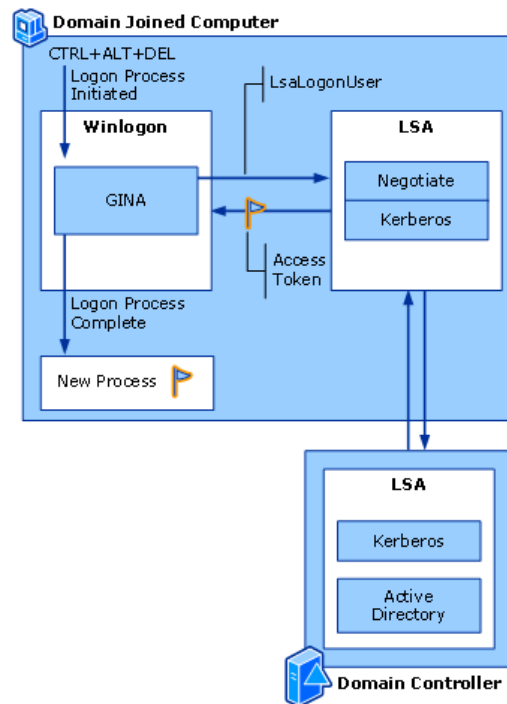 Domain Joined Computer
CTRL+ALT+DEL
Logon Process
Initiated
LsaLogonUser
Winlogon
LSA
GINA
Negotiate
Kerberos
Access
Token
Logon Process
Complete
New Process
LSA
Kerberos
Active
Directory
Domain Controller